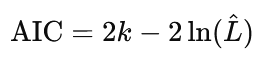 AIC = 2k − 2 ln(L̂)